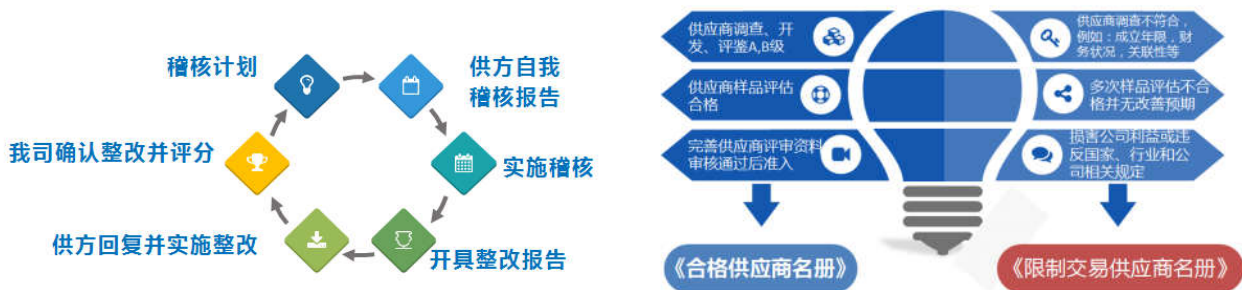 稽核计划
供方自我
稽核报告
实施稽核
开具整改报告
供方回复并实施整改
我司确认整改并评分
供应商调查、开
发、评鉴A,B级
供应商样品评估
合格
完善供应商评审资料
审核通过后准入
《合格供应商名册》
供应商调查不符合，
例如：成立年限，财
务状况，关联性等
多次样品评估不合
格并无改善预期
损害公司利益或违
反国家、行业和公
司相关规定
《限制交易供应商名册》